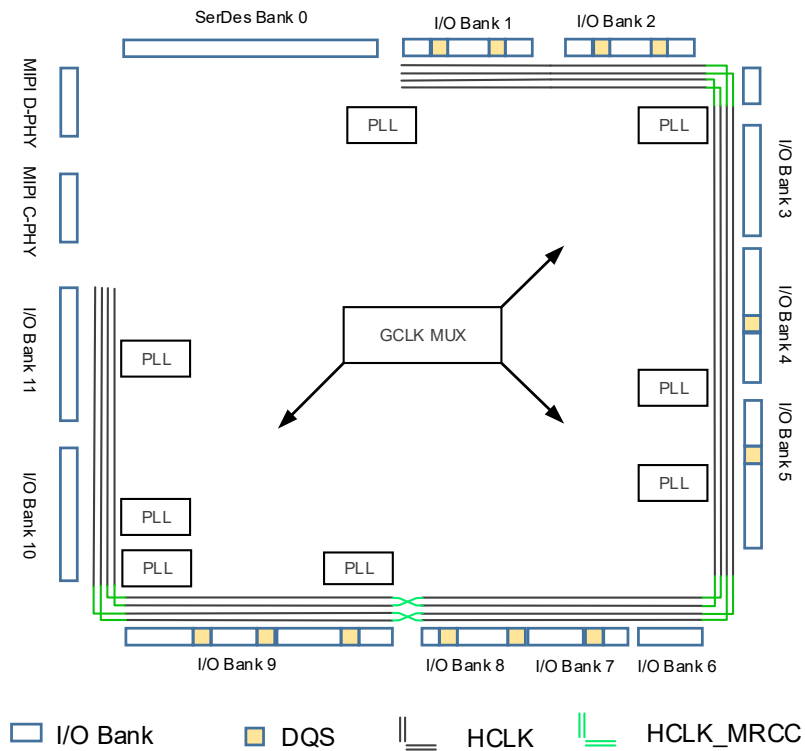 SerDes Bank 0
I/O Bank 1
I/O Bank 2
MIPI D-PHY
PLL
PLL
I/O Bank 3
MIPI C-PHY
I/O Bank 11
GCLK MUX
I/O Bank 4
PLL
PLL
I/O Bank 5
I/O Bank 10
PLL
PLL
PLL
PLL
I/O Bank 9
I/O Bank 8
I/O Bank 7
I/O Bank 6
I/O Bank
DQS
HCLK
HCLK_MRCC